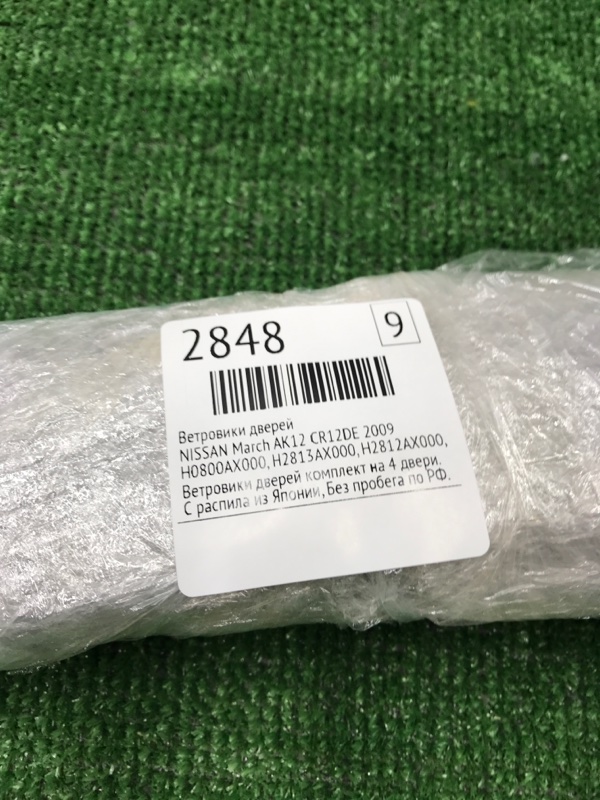 2848
9
Ветровики дверей
NISSAN March AK12 CR12DE 2009
H0800AX000, H2813AX000, H2812AX000,
Ветровики дверей комплект на 4 двери.
С распила из Японии, Без пробега по РФ.